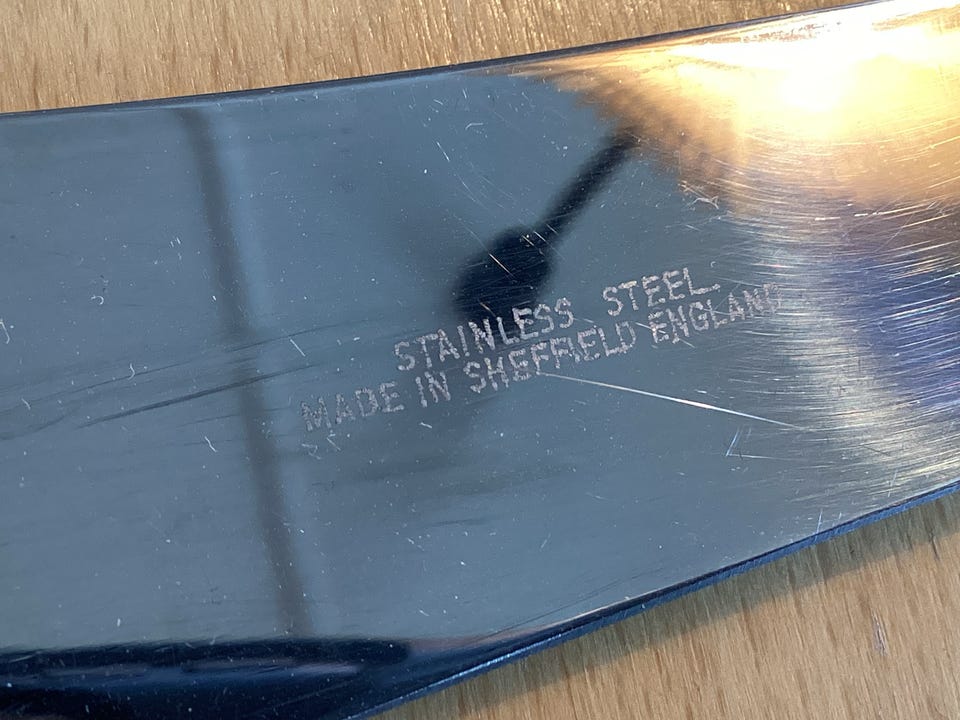 STAINLESS STEEL.
MADE IN SHEFFIELD ENGLAND